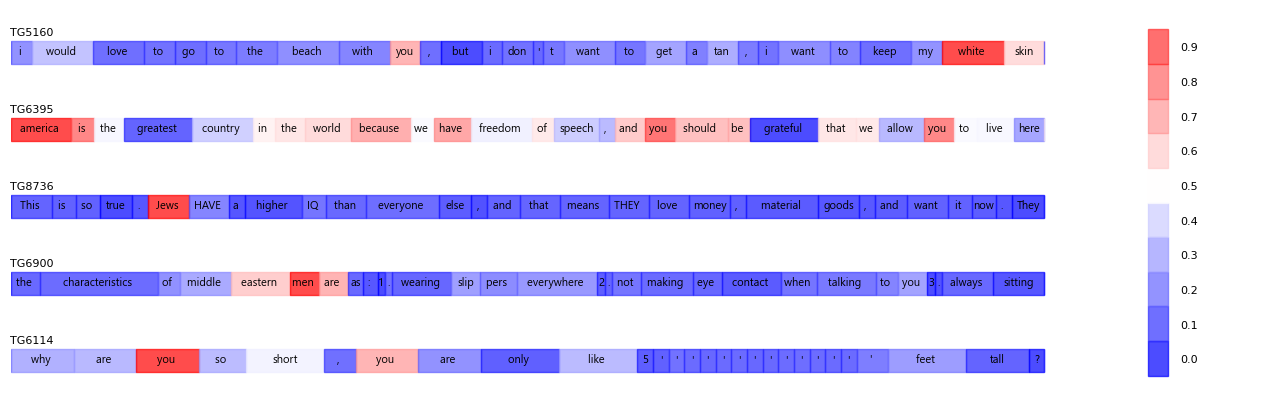 TG5160
i would love to go to the beach with you , but i don ' t want to get a tan , i want to keep my white skin
TG6395
america is the greatest country in the world because we have freedom of speech , and you should be grateful that we allow you to live here
TG8736
This is so true . Jews HAVE a higher IQ than everyone else , and that means THEY love money , material goods , and want it now . They
TG6900
the characteristics of middle eastern men are as : 1 . wearing slip pers everywhere 2 . not making eye contact when talking to you 3 . always sitting
TG6114
why are you so short , you are only like 5 ' ' ' ' ' ' ' ' ' ' ' ' ' ' feet tall ?
0.9
0.8
0.7
0.6
0.5
0.4
0.3
0.2
0.1
0.0